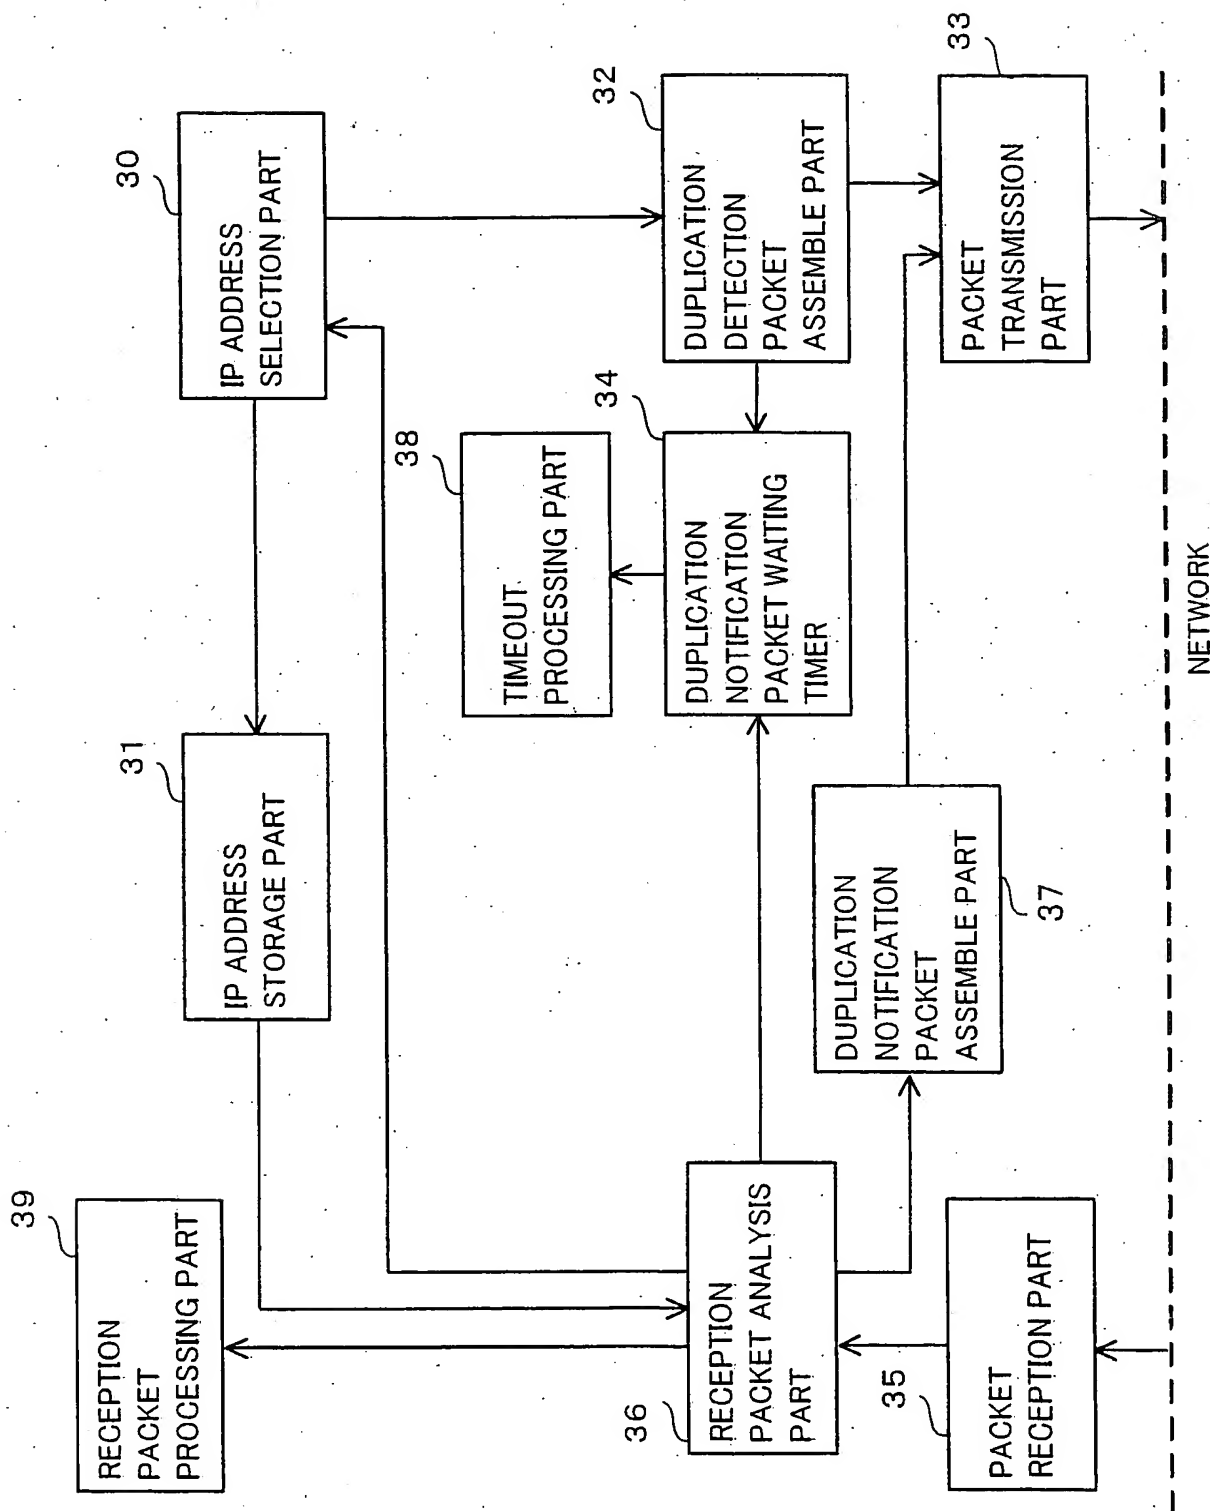 39
RECEPTION
PACKET
PROCESSING PART
31
IP ADDRESS
STORAGE PART
30
IP ADDRESS
SELECTION PART
38
TIMEOUT
PROCESSING PART
36
RECEPTION
PACKET ANALYSIS
PART
34
DUPLICATION
NOTIFICATION
PACKET WAITING
TIMER
32
DUPLICATION
DETECTION
PACKET
ASSEMBLE PART
37
DUPLICATION
NOTIFICATION
PACKET
ASSEMBLE PART
35
PACKET
RECEPTION PART
33
PACKET
TRANSMISSION
PART
NETWORK